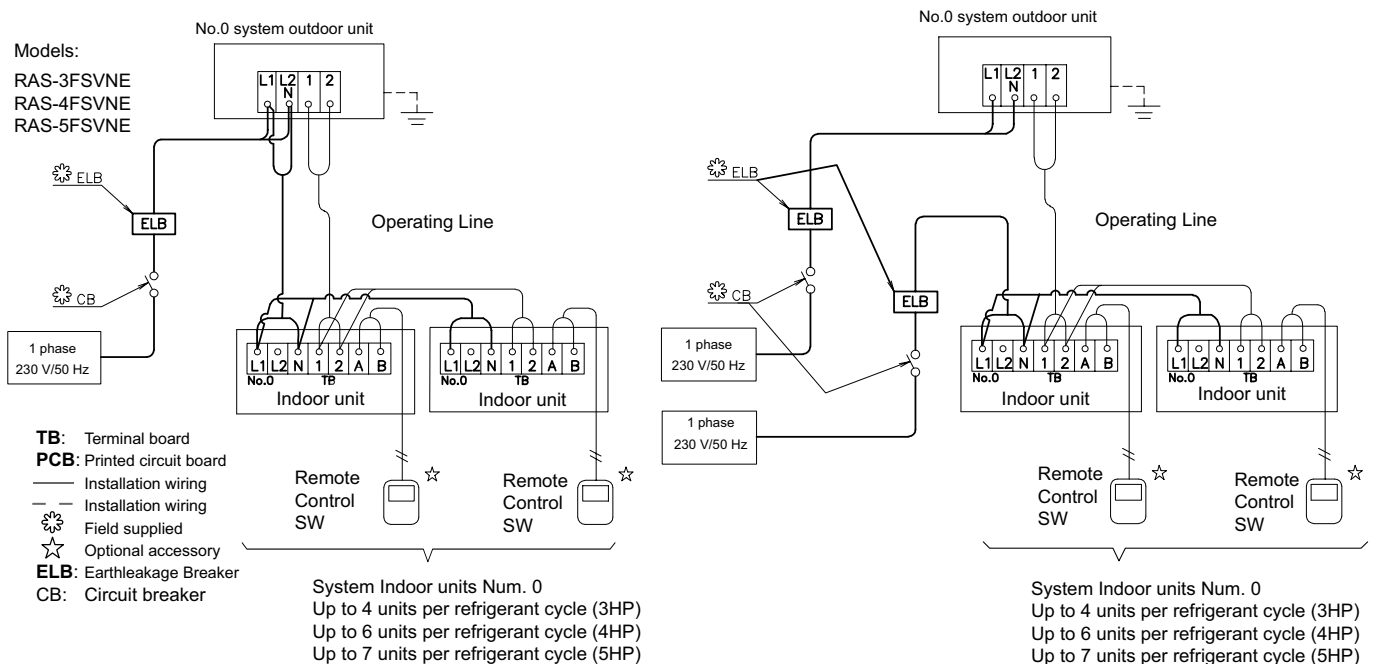 No.0 system outdoor unit
Models:
RAS-3FSVNE
RAS-4FSVNE
RAS-5FSVNE
L1 L2 1 2
N
ELB
ELB
Operating Line
CB
1 phase
230 V/50 Hz
L1 L2 N 1 2 A B
No.0 TB
Indoor unit
L1 L2 N 1 2 A B
No.0 TB
Indoor unit
TB: Terminal board
PCB: Printed circuit board
Installation wiring
Installation wiring
Field supplied
Optional accessory
ELB: Earthleakage Breaker
CB: Circuit breaker
Remote
Control
SW
Remote
Control
SW
System Indoor units Num. 0
Up to 4 units per refrigerant cycle (3HP)
Up to 6 units per refrigerant cycle (4HP)
Up to 7 units per refrigerant cycle (5HP)
No.0 system outdoor unit
L1 L2 1 2
N
ELB
ELB
Operating Line
CB
ELB
1 phase
230 V/50 Hz
1 phase
230 V/50 Hz
L1 L2 N 1 2 A B
No.0 TB
Indoor unit
L1 L2 N 1 2 A B
No.0 TB
Indoor unit
Remote
Control
SW
Remote
Control
SW
System Indoor units Num. 0
Up to 4 units per refrigerant cycle (3HP)
Up to 6 units per refrigerant cycle (4HP)
Up to 7 units per refrigerant cycle (5HP)